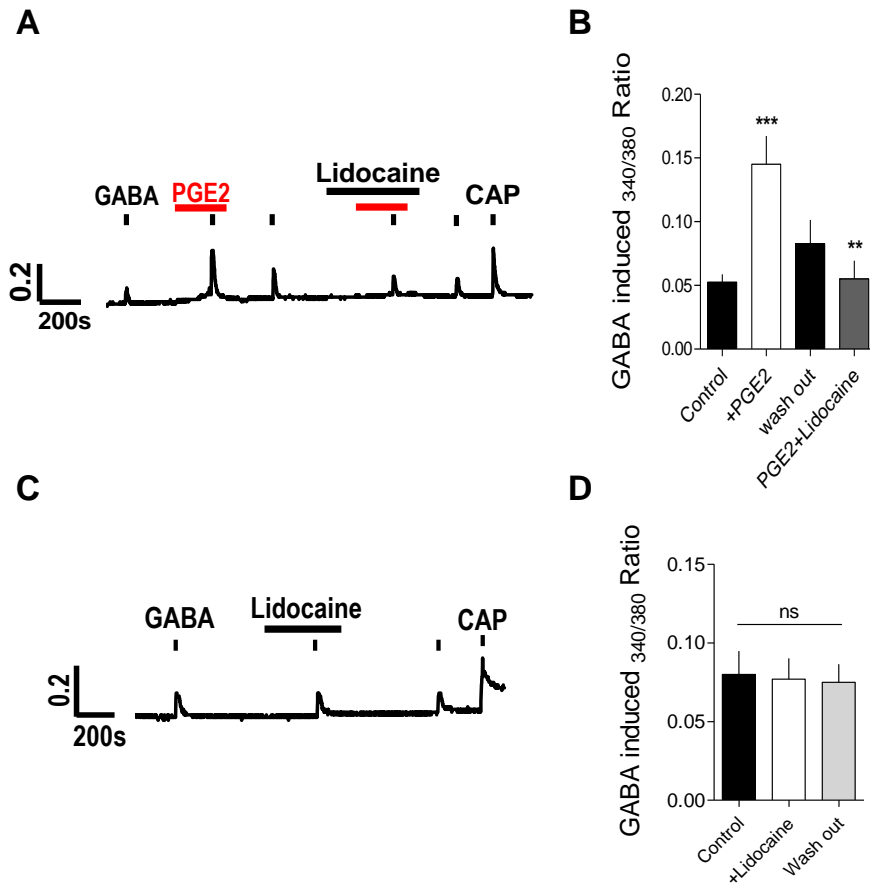 A
GABA
PGE2
Lidocaine
CAP
0.2
200s
B
GABA induced 340/380 Ratio
0.20
0.15
0.10
0.05
0.00
***
**
Control
+PGE2
wash out
PGE2+Lidocaine
C
GABA
Lidocaine
CAP
0.2
200s
D
GABA induced 340/380 Ratio
0.15
0.10
0.05
0.00
ns
Control
+Lidocaine
Wash out